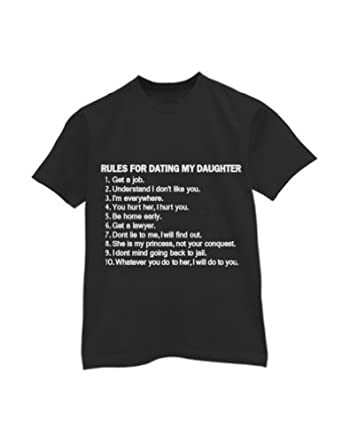 RULES FOR DATING MY DAUGHTER
1. Get a job.
2. Understand I don't like you.
3. I'm everywhere.
4. You hurt her, I hurt you.
5. Be home early.
6. Get a lawyer.
7. Dont lie to me, I will find out.
8. She is my princess, not your conquest.
9. I dont mind going back to jail.
10. Whatever you do to her, I will do to you.